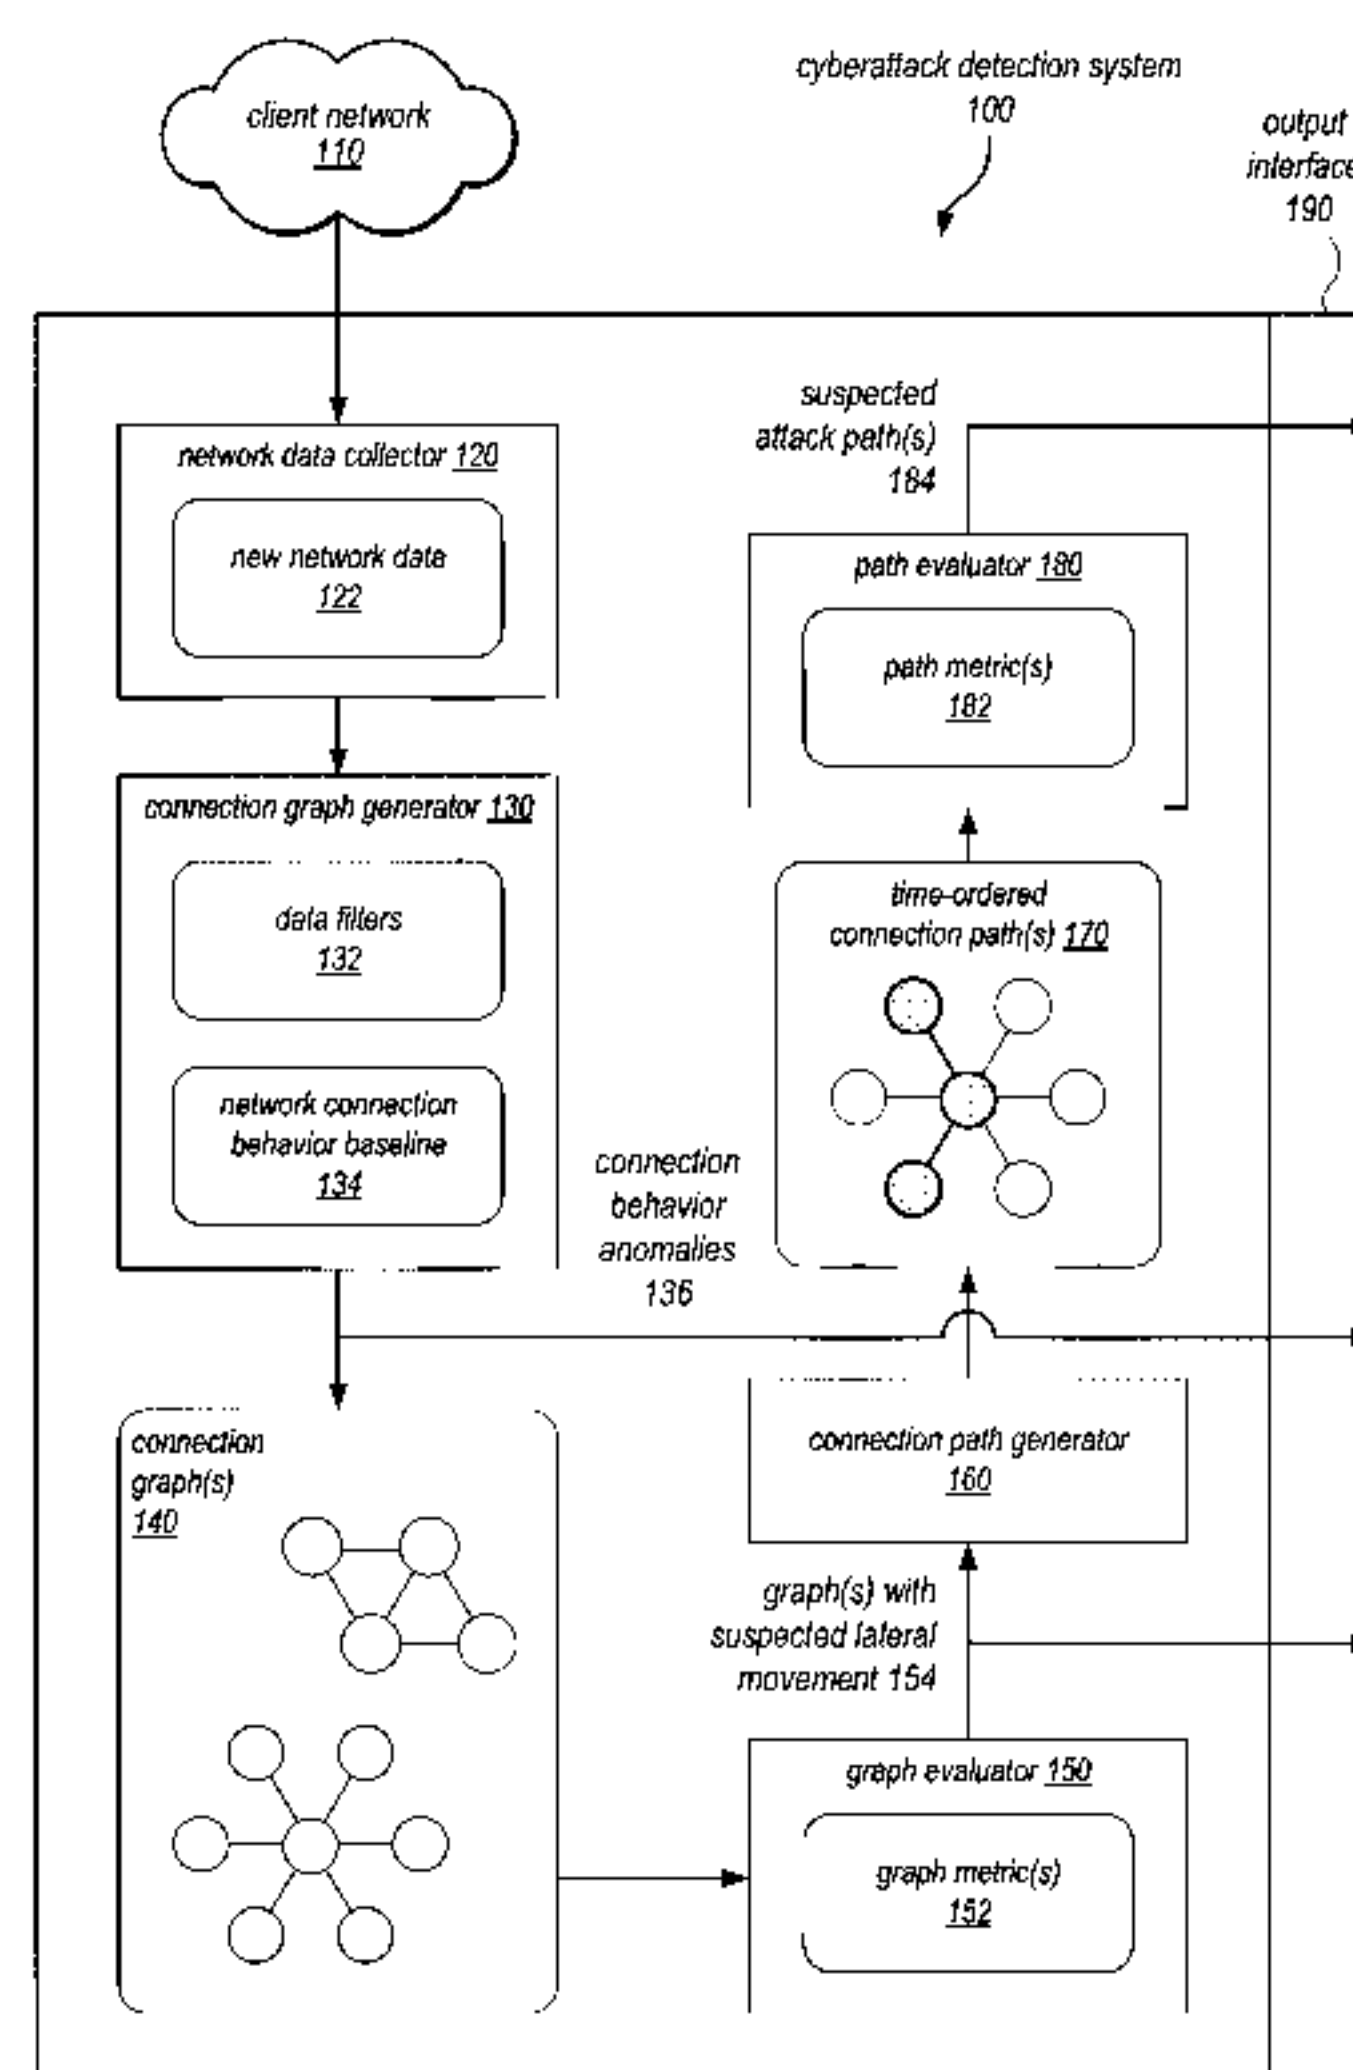 client network
110
cyberattack detection system
100
output
interface
190
network data collector 120
new network data
122
connection graph generator 130
data filters
132
network connection
behavior baseline
134
connection
behavior
anomalies
136
connection
graph(s)
140
suspected
attack path(s)
184
path evaluator 180
path metric(s)
182
time-ordered
connection path(s) 170
connection path generator
160
graph(s) with
suspected lateral
movement 154
graph evaluator 150
graph metric(s)
152